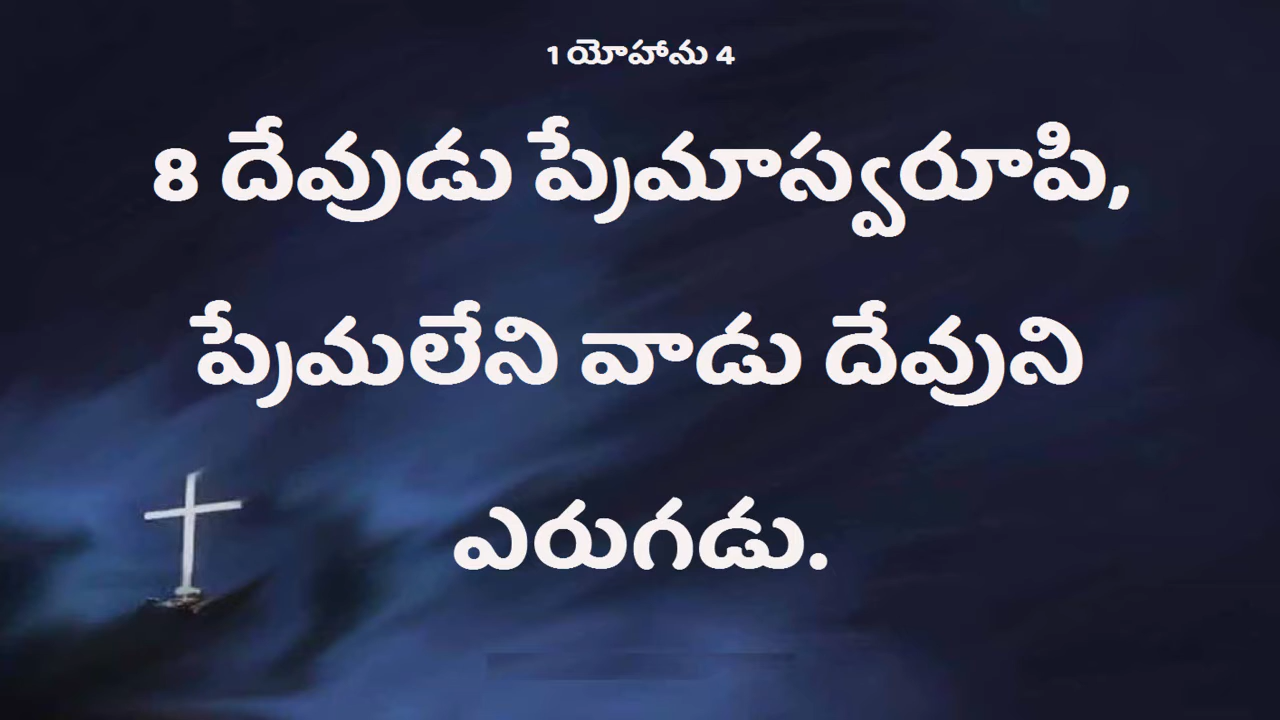 1 యోహాను 4
8 దేవుడు ప్రేమాస్వరూపి,
ప్రేమలేని వాడు దేవుని
ఎరుగడు.